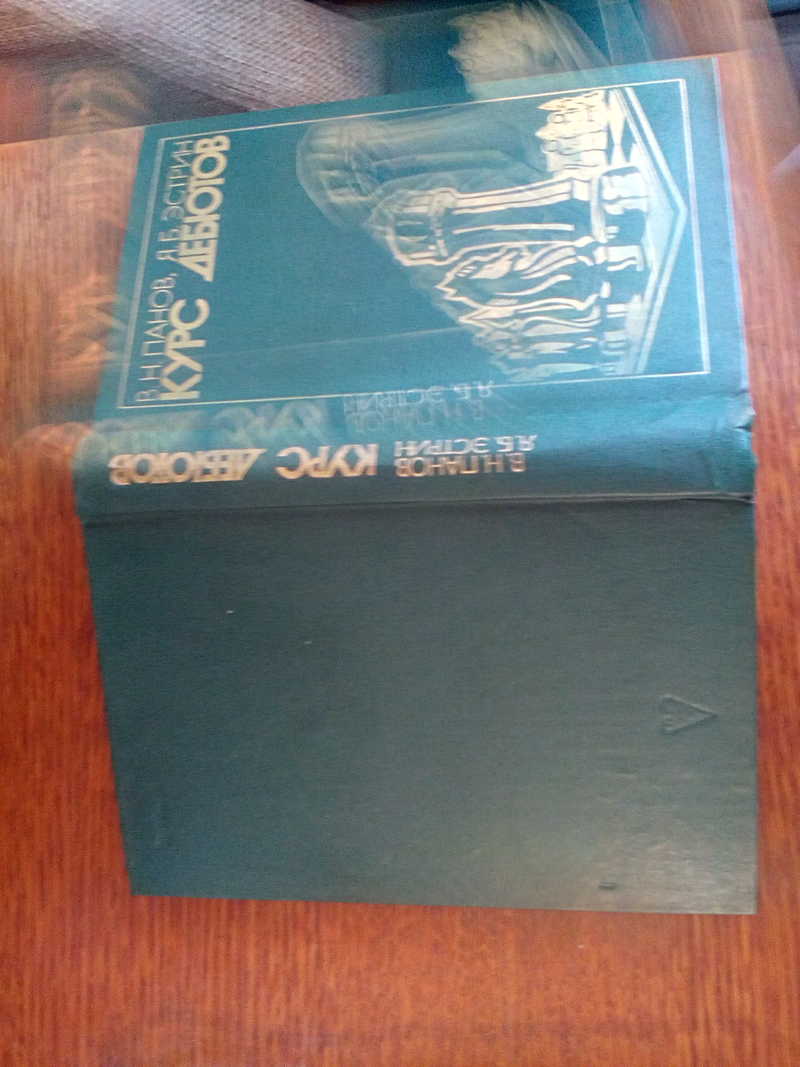 В. Н. ПАНОВ, Я. Б. ЭСТРИН
КУРС ДЕБЮТОВ
В. Н. ПАНОВ
Я. Б. ЭСТРИН
КУРС ДЕБЮТОВ